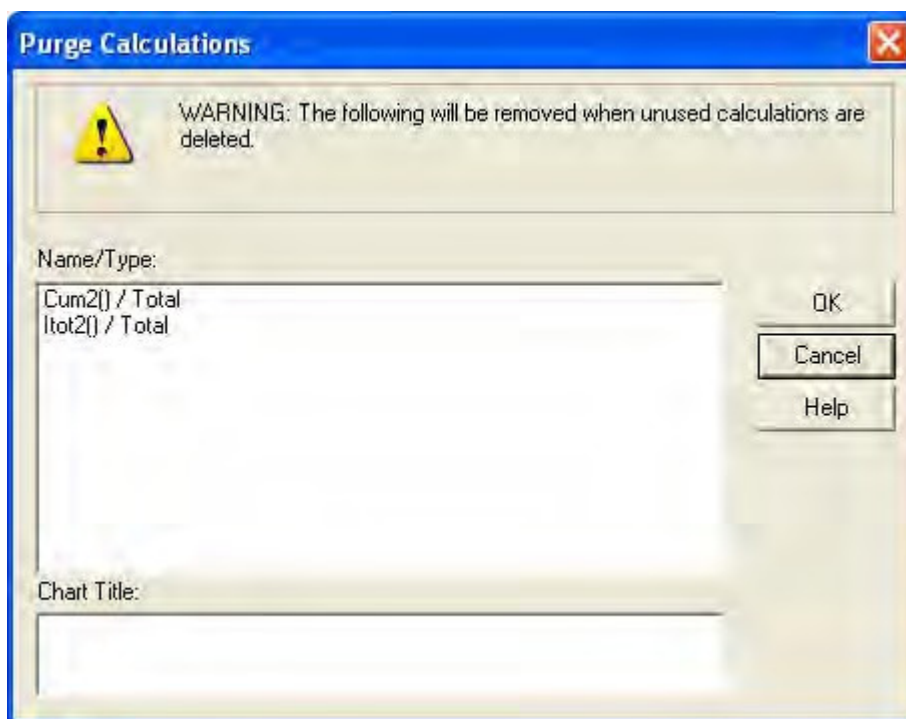 Purge Calculations
WARNING: The following will be removed when unused calculations are
deleted.
Name/Type:
Cum2() / Total
Itot2() / Total
OK
Cancel
Help
Chart Title: